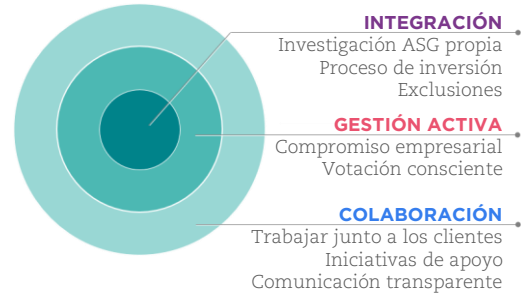 INTEGRACIÓN
Investigación ASG propia
Proceso de inversión
Exclusiones
GESTIÓN ACTIVA
Compromiso empresarial
Votación consciente
COLABORACIÓN
Trabajar junto a los clientes
Iniciativas de apoyo
Comunicación transparente